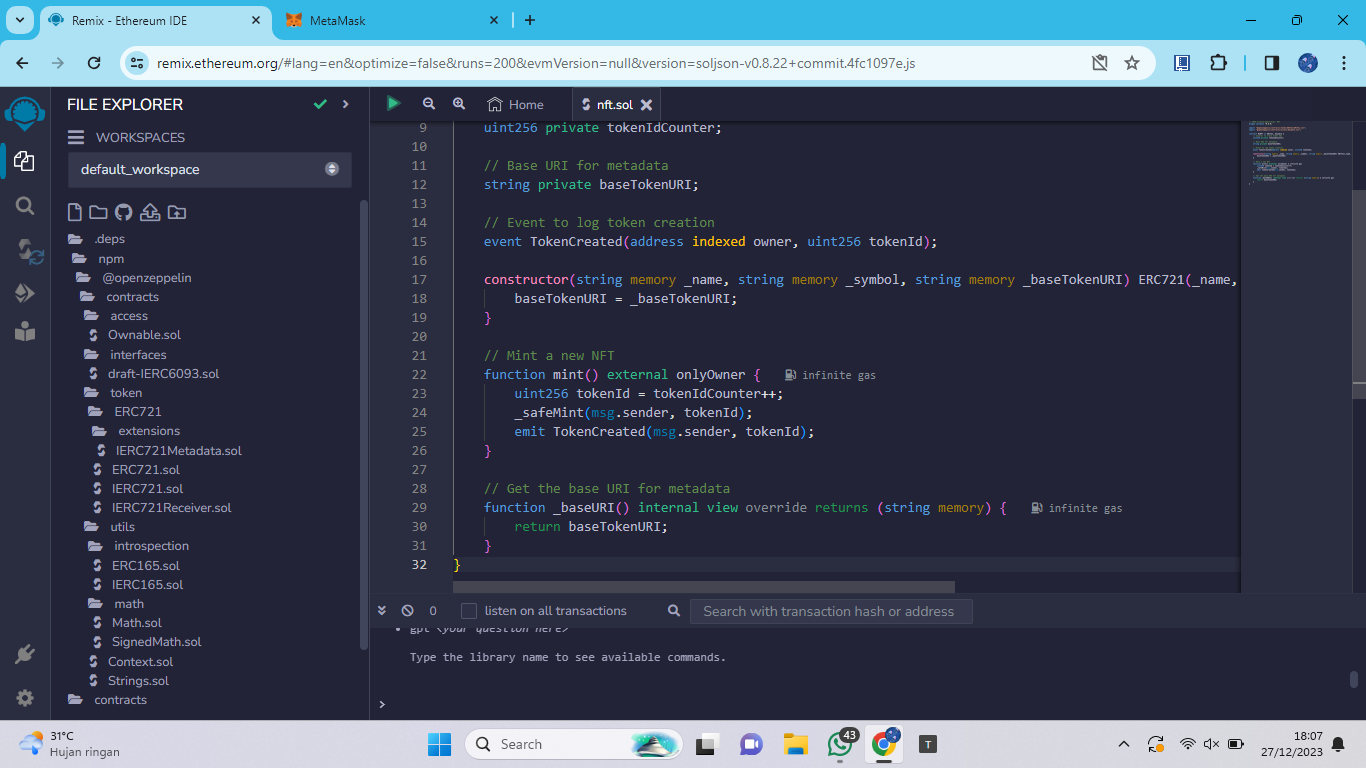 Remix - Ethereum IDE
MetaMask
remix.ethereum.org/#lang=en&optimize=false&runs=200&evmVersion=null&version=soljson-v0.8.22+commit.4fc1097e.js
FILE EXPLORER
WORKSPACES
default_workspace
.deps
npm
@openzeppelin
contracts
access
Ownable.sol
interfaces
draft-IERC6093.sol
token
ERC721
extensions
IERC721Metadata.sol
ERC721.sol
IERC721.sol
IERC721Receiver.sol
utils
introspection
ERC165.sol
IERC165.sol
math
Math.sol
SignedMath.sol
Context.sol
Strings.sol
contracts
Home
nft.sol
9 uint256 private tokenIdCounter;
10
11 // Base URI for metadata
12 string private baseTokenURI;
13
14 // Event to log token creation
15 event TokenCreated(address indexed owner, uint256 tokenId);
16
17 constructor(string memory _name, string memory _symbol, string memory _baseTokenURI) ERC721(_name,
18 baseTokenURI = _baseTokenURI;
19 }
20
21 // Mint a new NFT
22 function mint() external onlyOwner { infinite gas
23 uint256 tokenId = tokenIdCounter++;
24 _safeMint(msg.sender, tokenId);
25 emit TokenCreated(msg.sender, tokenId);
26 }
27
28 // Get the base URI for metadata
29 function _baseURI() internal view override returns (string memory) { infinite gas
30 return baseTokenURI;
31 }
32 }
0 listen on all transactions Search with transaction hash or address
• gpt <your question here>
Type the library name to see available commands.
>
31°C
Hujan ringan
Search
43
T
18:07
27/12/2023